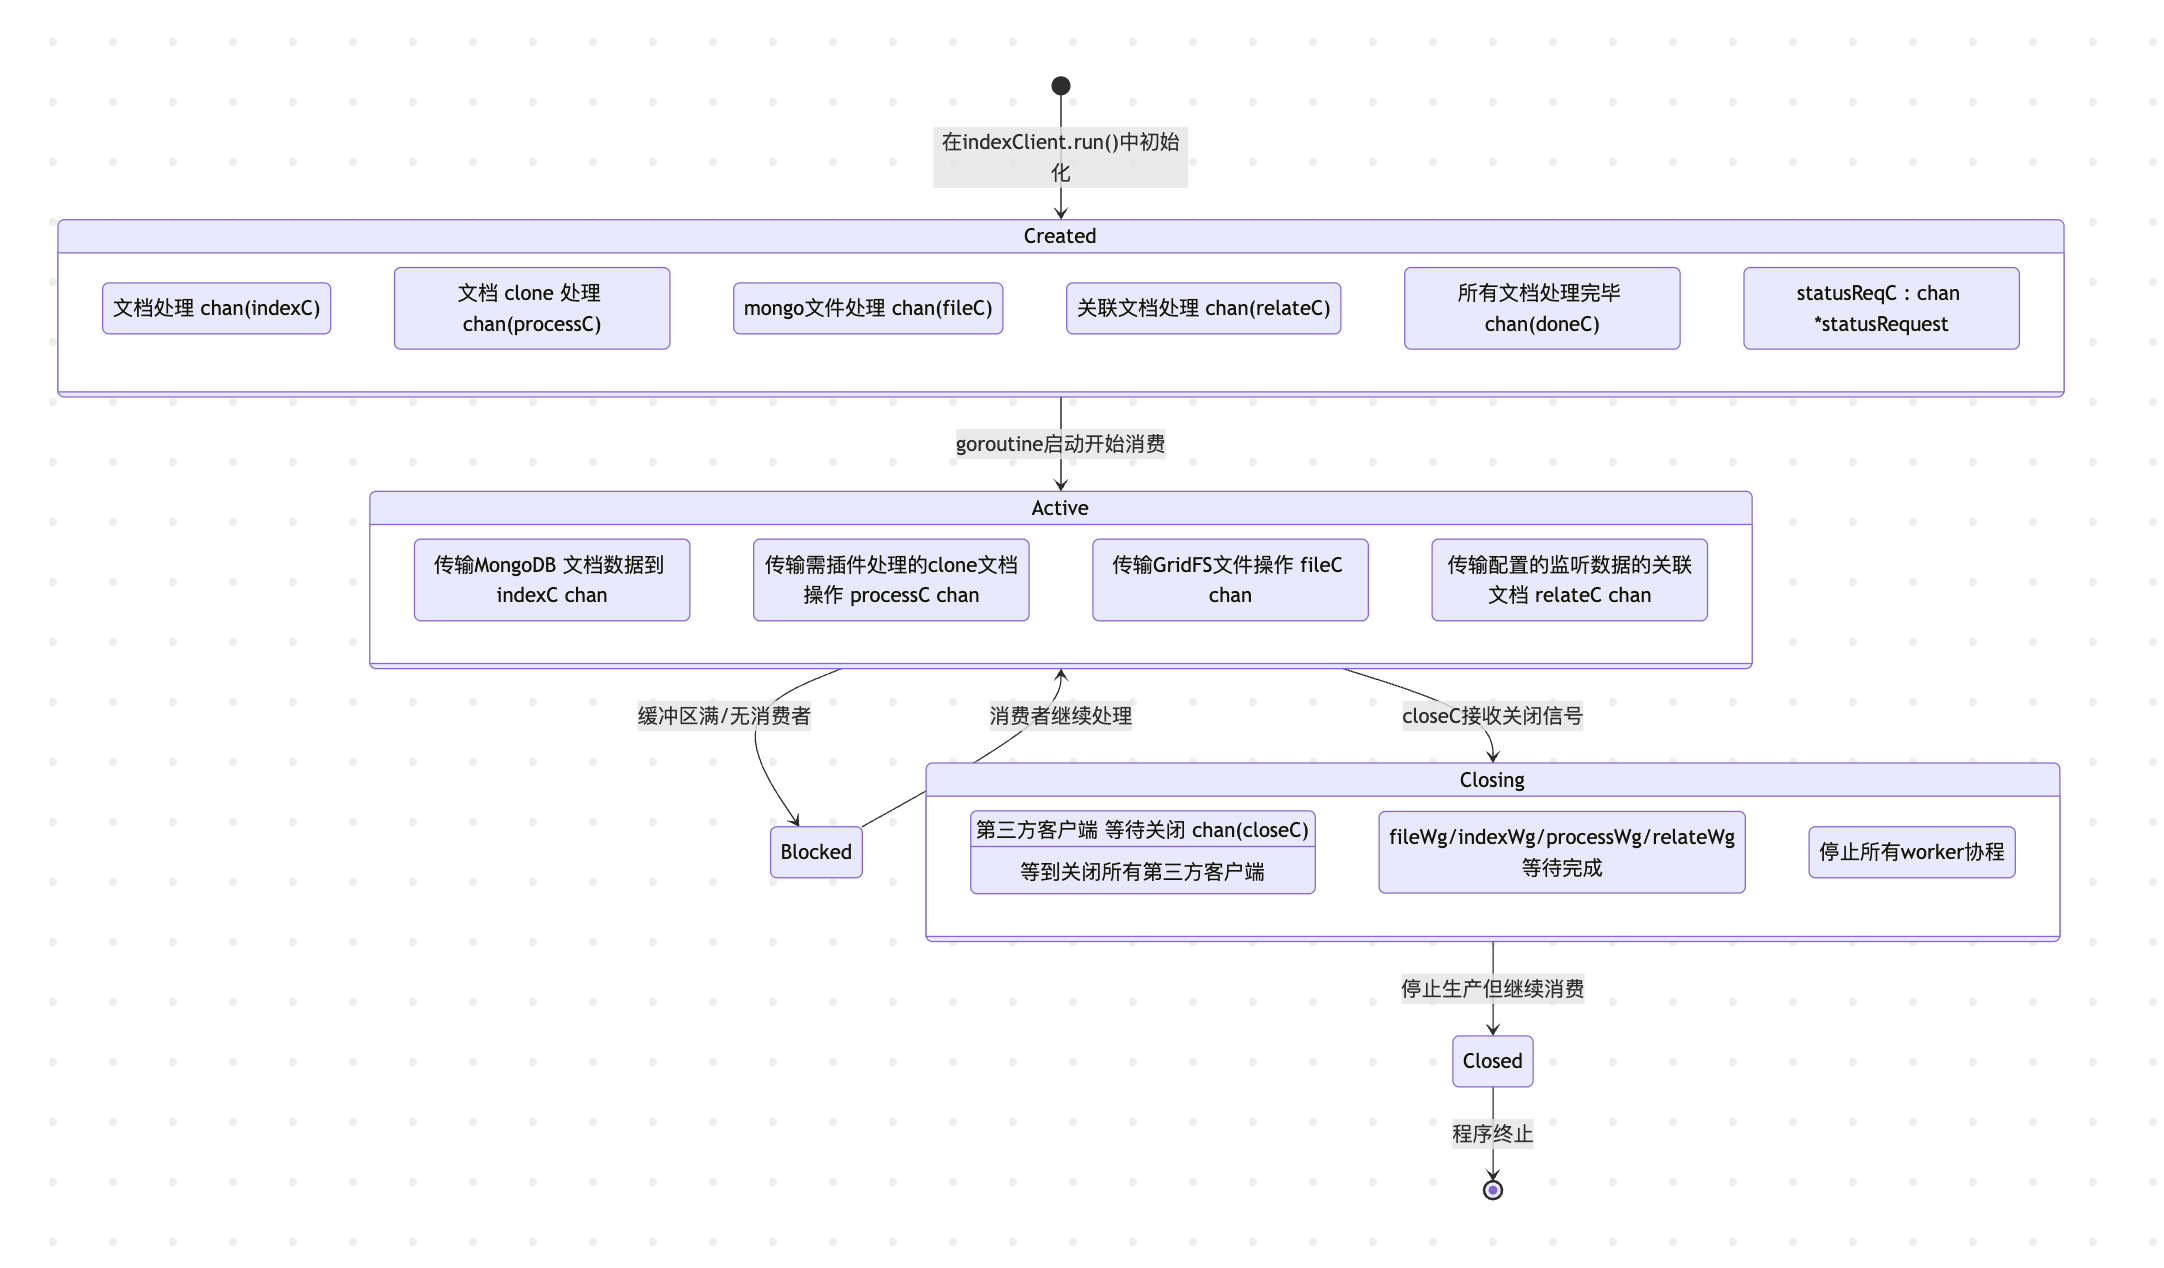 在indexClient.run()中初始
化
Created
文档处理 chan(indexC)
文档 clone 处理
chan(processC)
mongo文件处理 chan(fileC)
关联文档处理 chan(relateC)
所有文档处理完毕
chan(doneC)
statusReqC : chan
*statusRequest
goroutine启动开始消费
Active
传输MongoDB 文档数据到
indexC chan
传输需插件处理的clone文档
操作 processC chan
传输GridFS文件操作 fileC
chan
传输配置的监听数据的关联
文档 relateC chan
缓冲区满/无消费者
消费者继续处理
closeC接收关闭信号
Blocked
Closing
第三方客户端 等待关闭 chan(closeC)
等到关闭所有第三方客户端
fileWg/indexWg/processWg/relateWg
等待完成
停止所有worker协程
停止生产但继续消费
Closed
程序终止